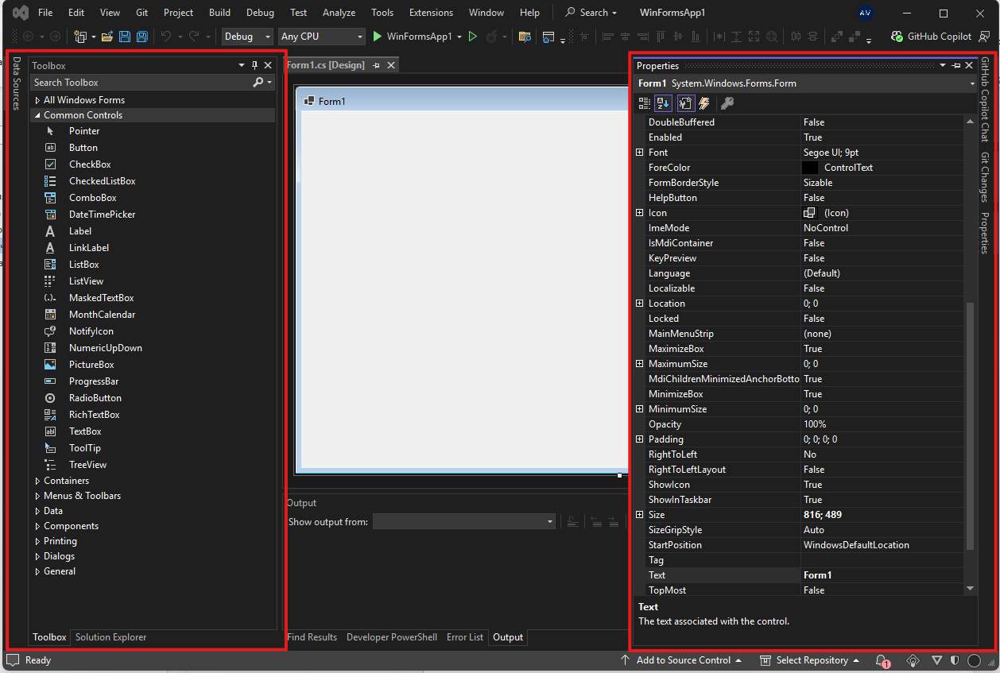 File Edit View Git Project Build Debug Test Analyze Tools Extensions Window Help Search WinFormsApp1 AV
Debug Any CPU WinFormsApp1 GitHub Copilot
Data Sources
Toolbox
Search Toolbox
All Windows Forms
Common Controls
Pointer
Button
CheckBox
CheckedListBox
ComboBox
DateTimePicker
Label
LinkLabel
ListBox
ListView
MaskedTextBox
MonthCalendar
NotifyIcon
NumericUpDown
PictureBox
ProgressBar
RadioButton
RichTextBox
TextBox
ToolTip
TreeView
Containers
Menus & Toolbars
Data
Components
Printing
Dialogs
General
Toolbox Solution Explorer
Form1.cs [Design]
Form1
Output
Show output from:
Find Results Developer PowerShell Error List Output
Properties
Form1 System.Windows.Forms.Form
DoubleBuffered False
Enabled True
Font Segoe UI; 9pt
ForeColor ControlText
FormBorderStyle Sizable
HelpButton False
Icon (Icon)
ImeMode NoControl
IsMdiContainer False
KeyPreview False
Language (Default)
Localizable False
Location 0; 0
Locked False
MainMenuStrip (none)
MaximizeBox True
MaximumSize 0; 0
MdiChildrenMinimizedAnchorBotto True
MinimizeBox True
MinimumSize 0; 0
Opacity 100%
Padding 0; 0; 0; 0
RightToLeft No
RightToLeftLayout False
ShowIcon True
ShowInTaskbar True
Size 816; 489
SizeGripStyle Auto
StartPosition WindowsDefaultLocation
Tag
Text Form1
TopMost False
Text
The text associated with the control.
GitHub Copilot Chat
Git Changes
Properties
Ready Add to Source Control Select Repository 1